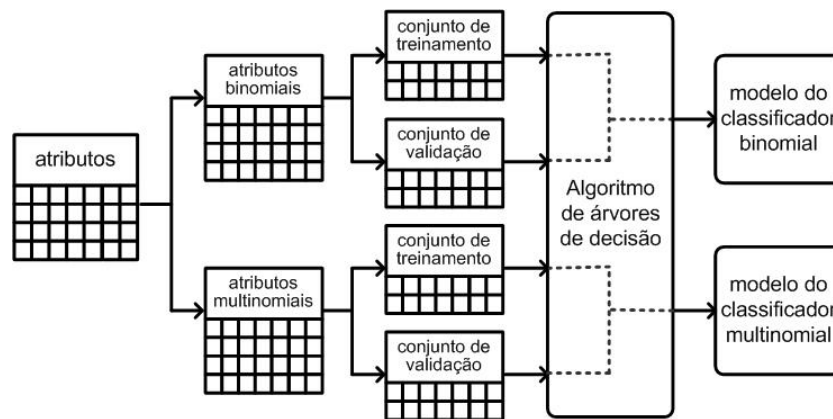 atributos
atributos
binomiais
atributos
multinomiais
conjunto de
treinamento
conjunto de
validação
conjunto de
treinamento
conjunto de
validação
Algoritmo
de árvores
de decisão
modelo do
classificador
binomial
modelo do
classificador
multinomial